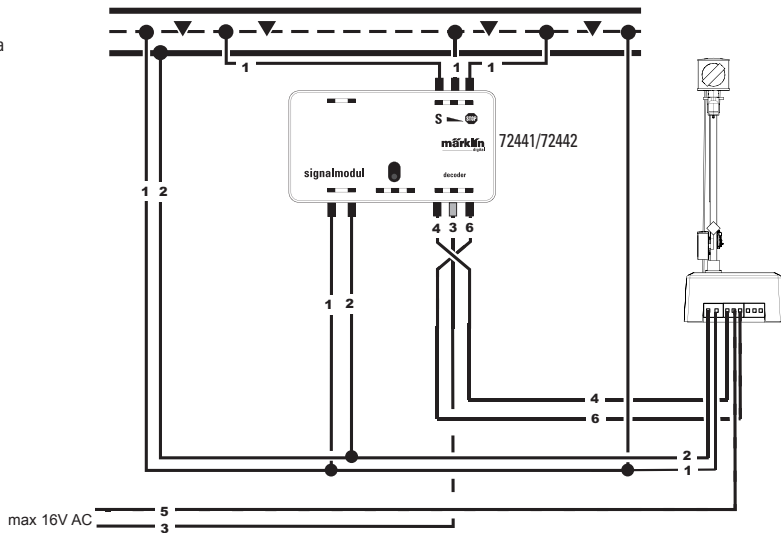 a
1 1 1
S STOP
märklin
digital
72441/72442
signalmodul
decoder
1 2
4 3 6
1 2
4
6
2
1
5
max 16V AC
3